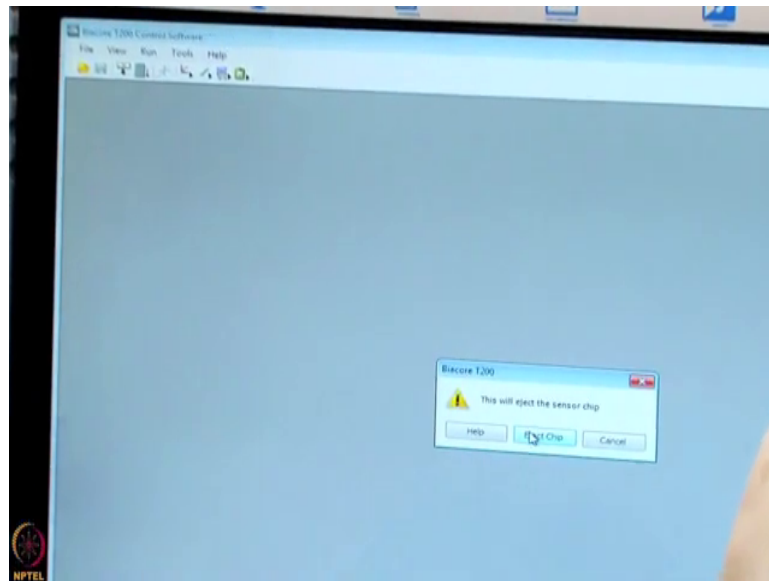 Biacore T200 Control Software
File View Run Tools Help
Biacore T200
This will eject the sensor chip
Help Eject Chip Cancel
NPTEL